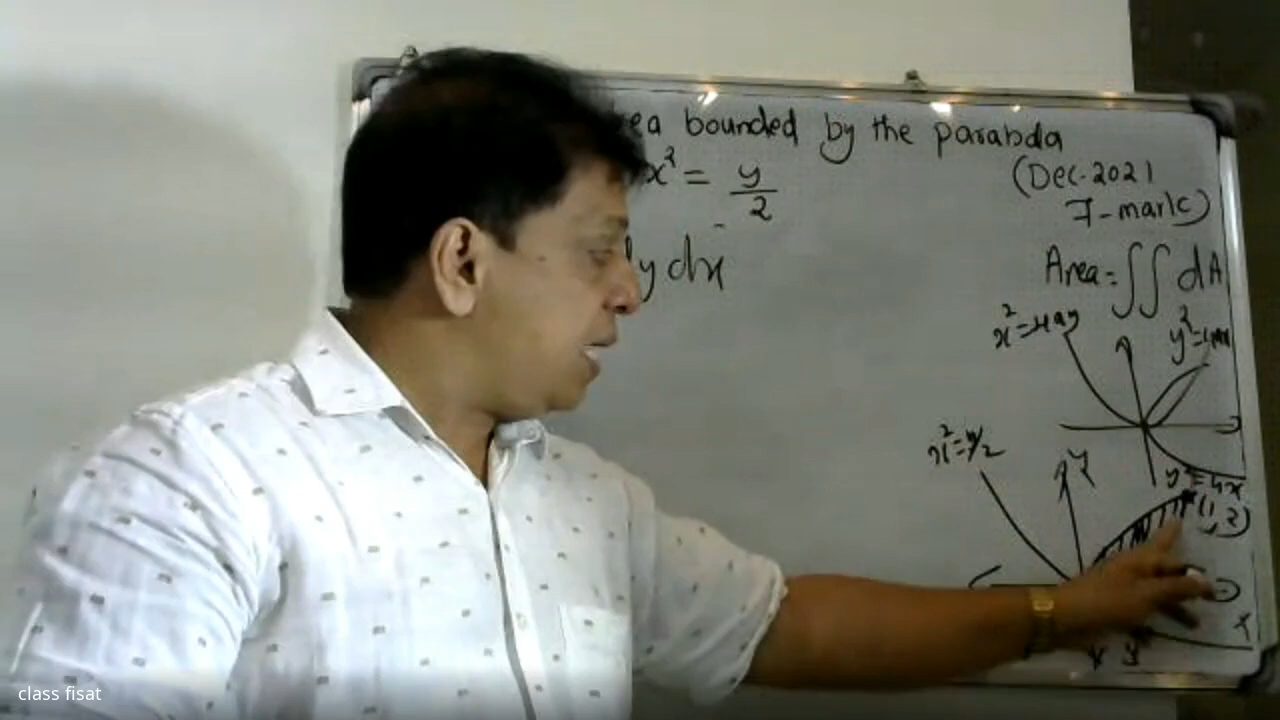 ea bounded by the parabola
x² = y/2
(Dec-2021
7-mark)
y dx
Area = ∬ dA
x² = 4ay
y² = 4ax
x² = y/2
y
y² = 4x
(1, 2)
x
class fisat